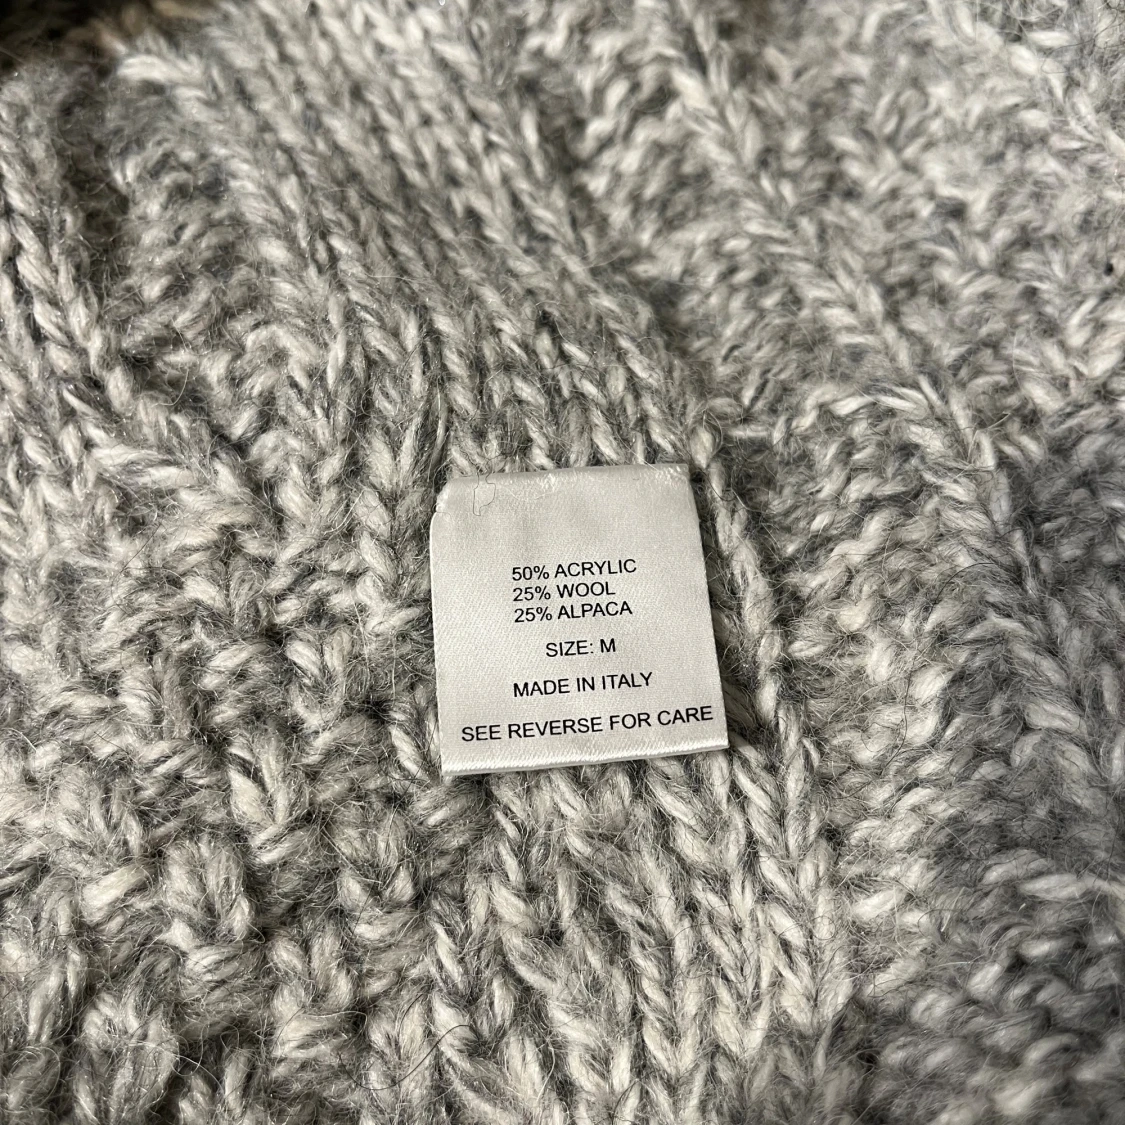 50% ACRYLIC
25% WOOL
25% ALPACA
SIZE: M
MADE IN ITALY
SEE REVERSE FOR CARE